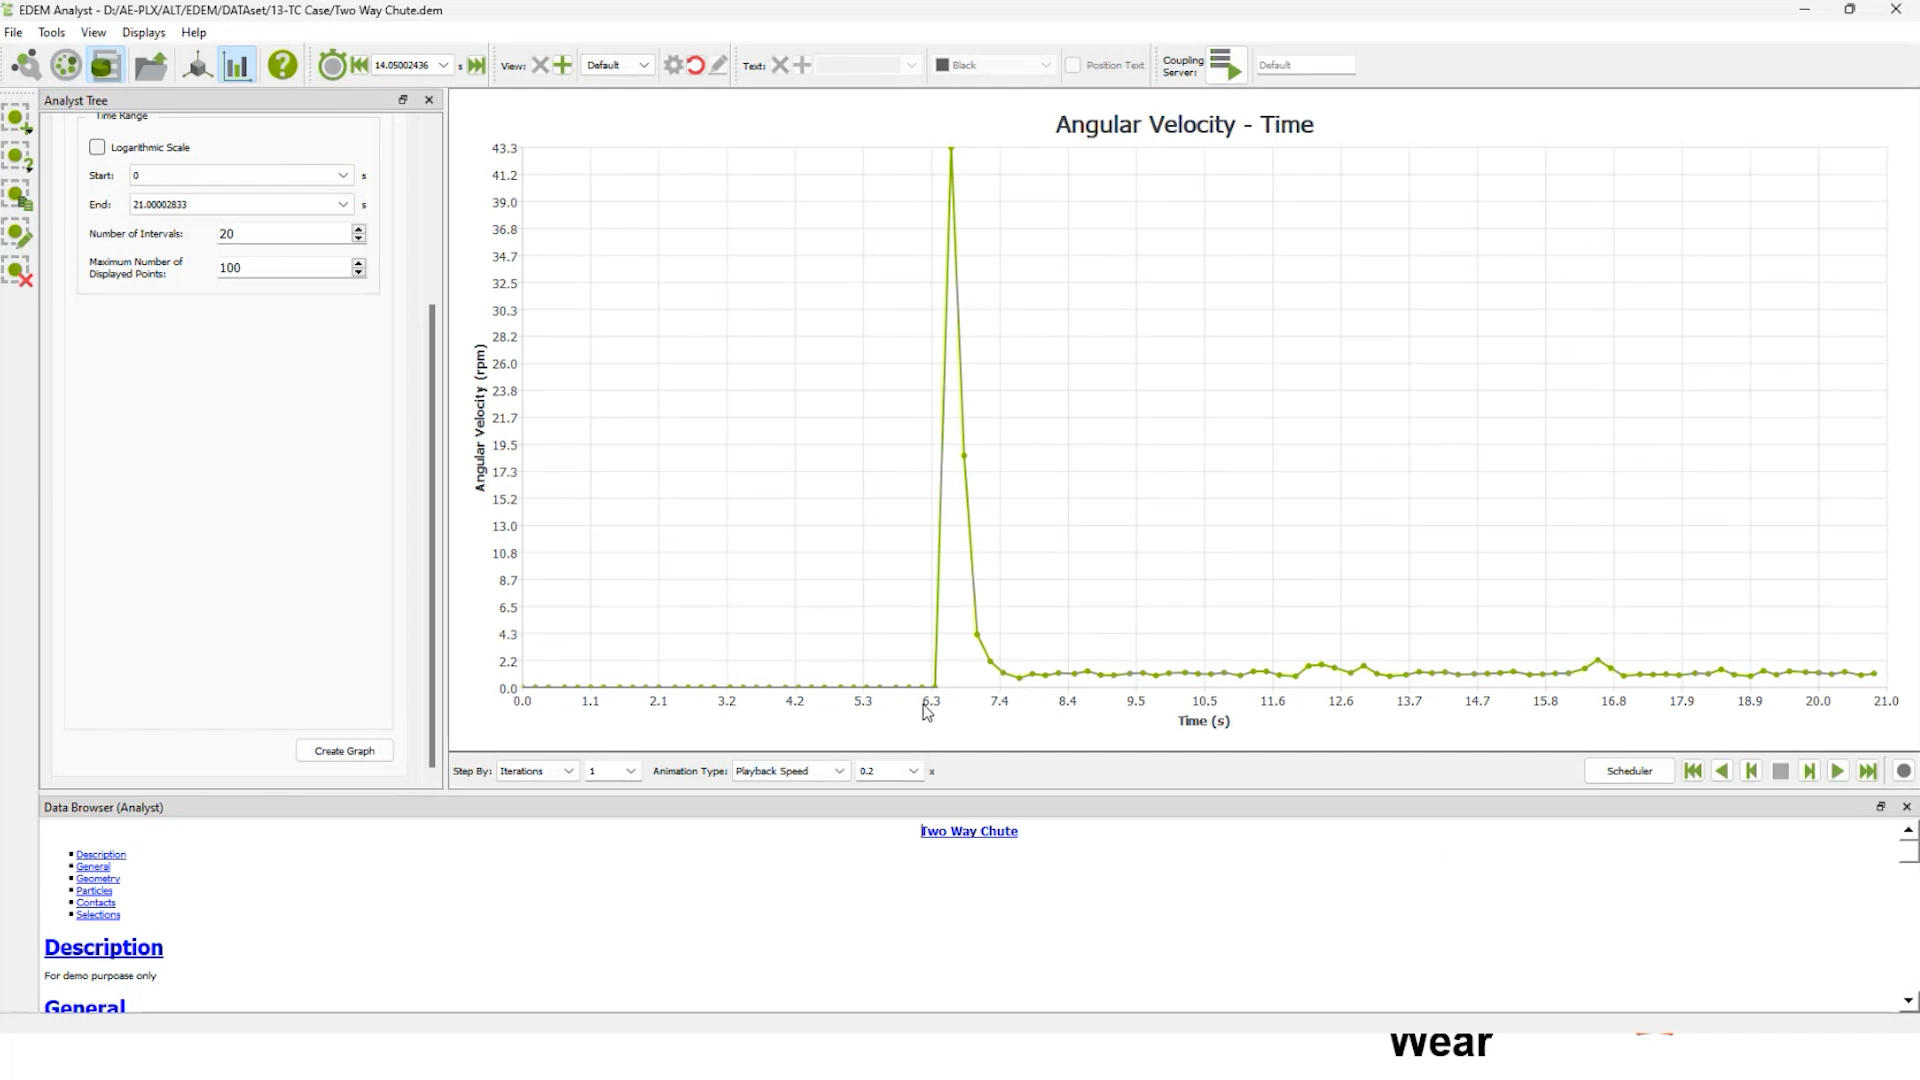 EDEM Analyst - D:/AE-PLX/ALT/EDEM/DATAset/13-TC Case/Two Way Chute.dem
File Tools View Displays Help
14.05002436 s View: Default Text: Black Position Text Coupling Server: Default
Analyst Tree
Time Range
Logarithmic Scale
Start: 0 s
End: 21.00002833 s
Number of Intervals: 20
Maximum Number of
Displayed Points: 100
Create Graph
Angular Velocity - Time
43.3
41.2
39.0
36.8
34.7
32.5
30.3
28.2
26.0
23.8
21.7
19.5
17.3
15.2
13.0
10.8
8.7
6.5
4.3
2.2
0.0
Angular Velocity (rpm)
0.0 1.1 2.1 3.2 4.2 5.3 6.3 7.4 8.4 9.5 10.5 11.6 12.6 13.7 14.7 15.8 16.8 17.9 18.9 20.0 21.0
Time (s)
Step By: Iterations 1 Animation Type: Playback Speed 0.2 x Scheduler
Data Browser (Analyst)
Two Way Chute
Description
General
Geometry
Particles
Contacts
Selections
Description
For demo purpoase only
General
Wear